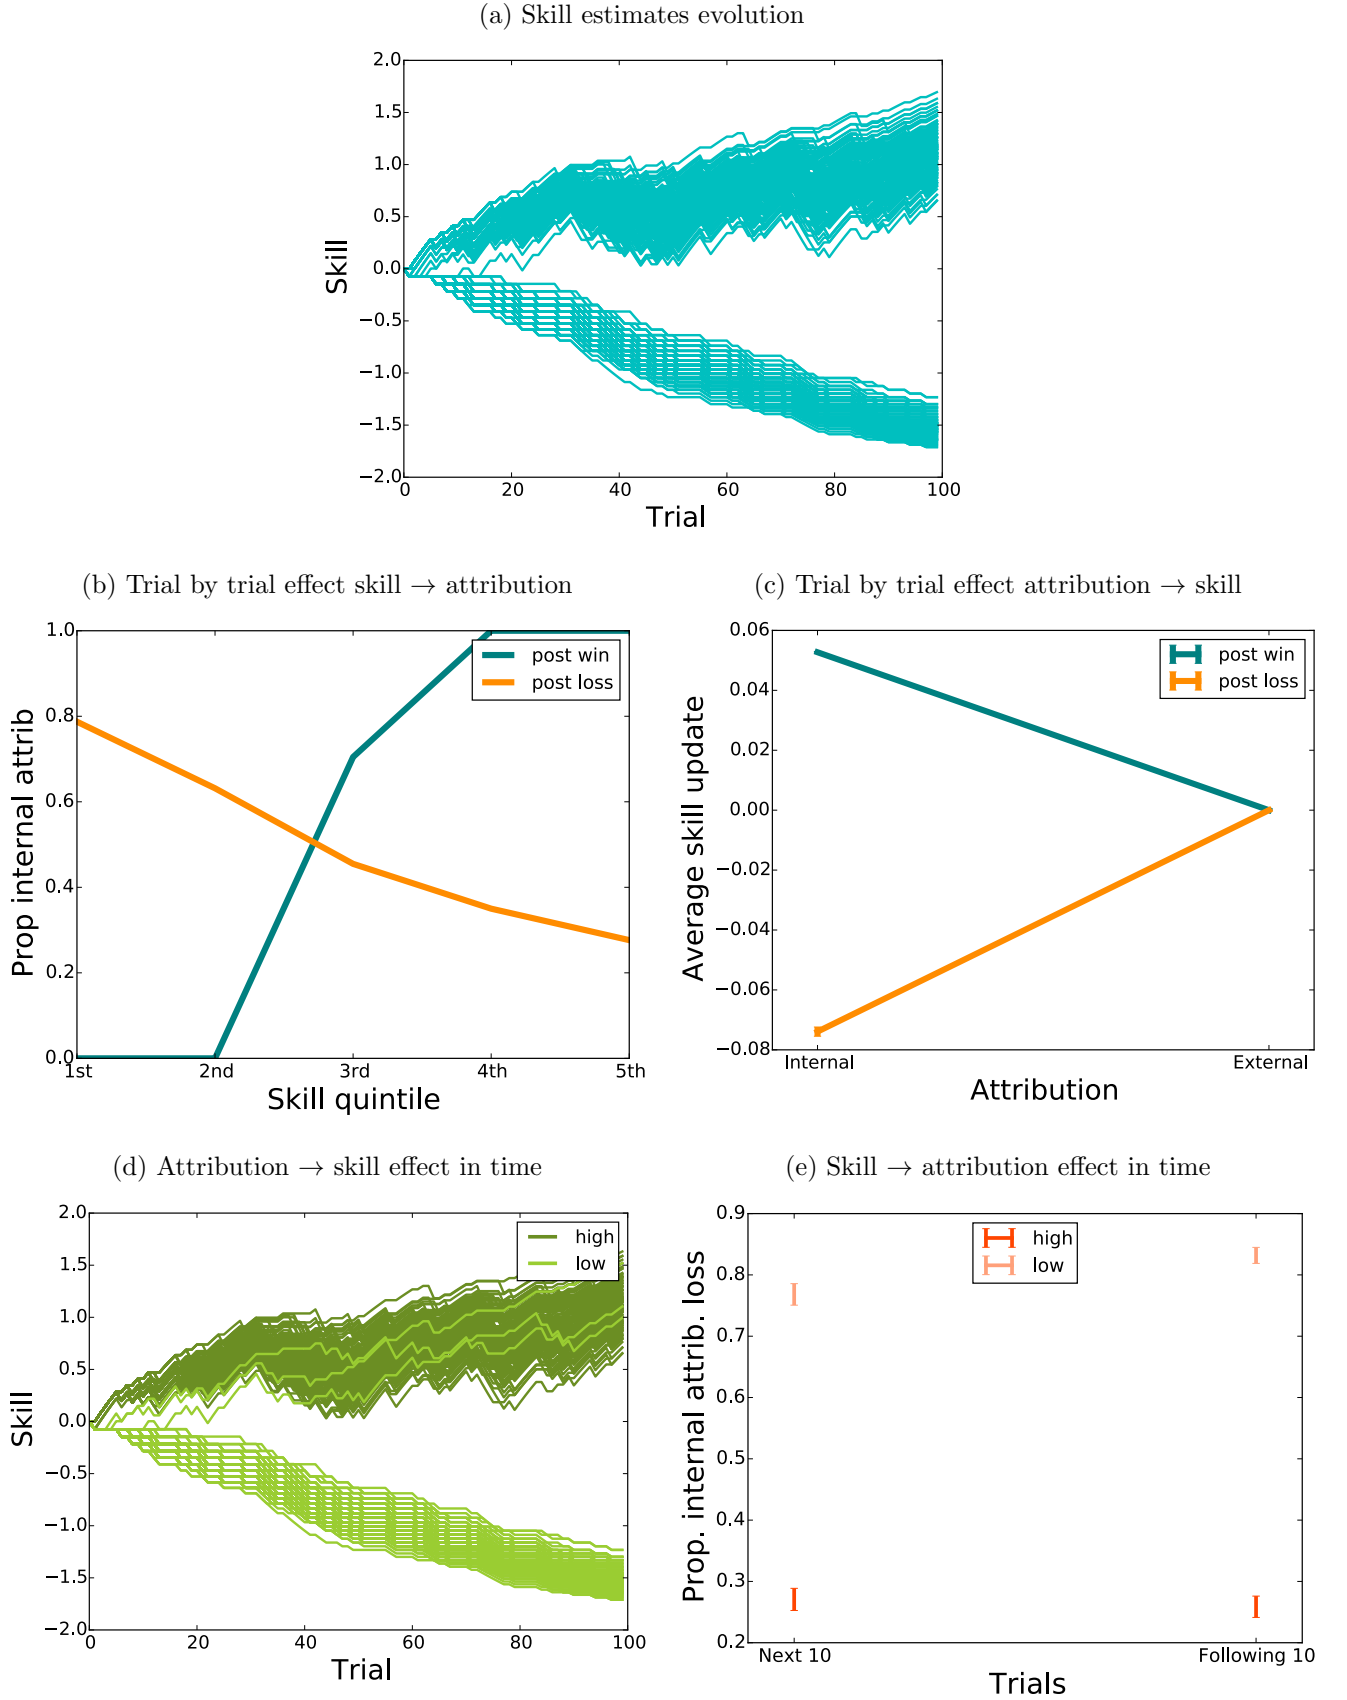 (a) Skill estimates evolution
2.0
1.5
1.0
0.5
0.0
−0.5
−1.0
−1.5
−2.0
Skill
0 20 40 60 80 100
Trial
(b) Trial by trial effect skill → attribution
1.0
0.8
0.6
0.4
0.2
0.0
Prop internal attrib
post win
post loss
1st 2nd 3rd 4th 5th
Skill quintile
(c) Trial by trial effect attribution → skill
0.06
0.04
0.02
0.00
−0.02
−0.04
−0.06
−0.08
Average skill update
post win
post loss
Internal External
Attribution
(d) Attribution → skill effect in time
2.0
1.5
1.0
0.5
0.0
−0.5
−1.0
−1.5
−2.0
Skill
high
low
0 20 40 60 80 100
Trial
(e) Skill → attribution effect in time
0.9
0.8
0.7
0.6
0.5
0.4
0.3
0.2
Prop. internal attrib. loss
high
low
Next 10 Following 10
Trials